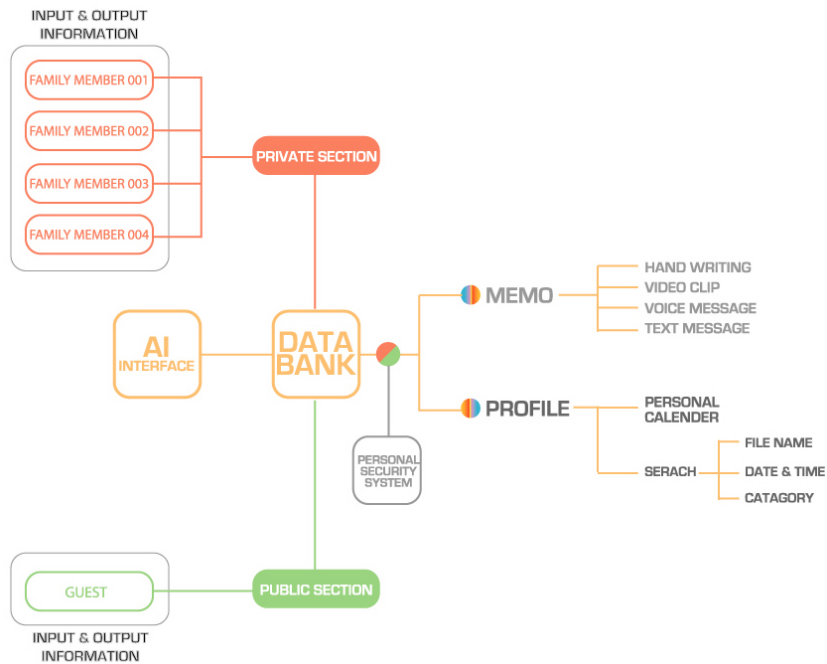 INPUT & OUTPUT
INFORMATION
FAMILY MEMBER 001
FAMILY MEMBER 002
FAMILY MEMBER 003
FAMILY MEMBER 004
PRIVATE SECTION
AI
INTERFACE
DATA
BANK
PERSONAL
SECURITY
SYSTEM
MEMO
HAND WRITING
VIDEO CLIP
VOICE MESSAGE
TEXT MESSAGE
PROFILE
PERSONAL
CALENDER
SERACH
FILE NAME
DATE & TIME
CATAGORY
GUEST
PUBLIC SECTION
INPUT & OUTPUT
INFORMATION